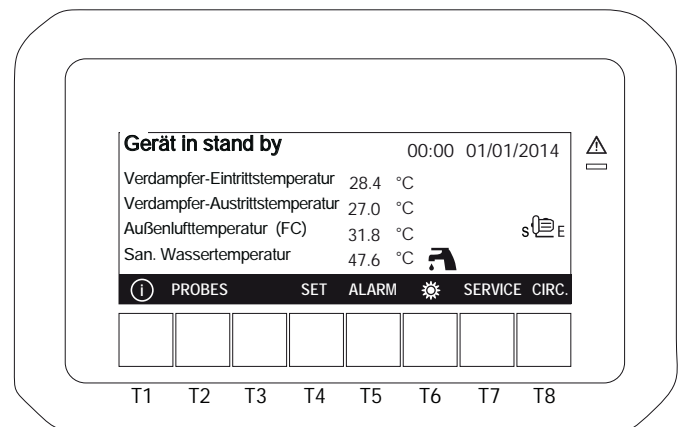 Gerät in stand by 00:00 01/01/2014
Verdampfer-Eintrittstemperatur 28.4 °C
Verdampfer-Austrittstemperatur 27.0 °C
Außenlufttemperatur (FC) 31.8 °C
S E
San. Wassertemperatur 47.6 °C
i PROBES SET ALARM SERVICE CIRC.
T1 T2 T3 T4 T5 T6 T7 T8